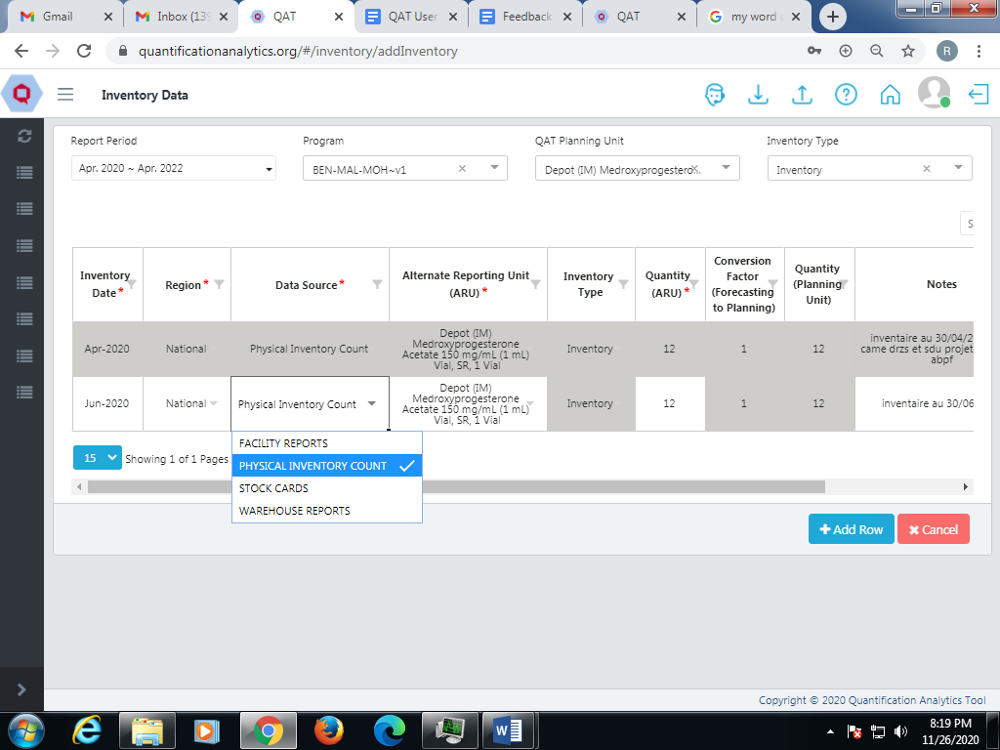 Gmail
Inbox (139
QAT
QAT User
Feedback
QAT
my word c
quantificationanalytics.org/#/inventory/addInventory
R
Q
Inventory Data
Report Period
Program
QAT Planning Unit
Inventory Type
Apr. 2020 ~ Apr. 2022
BEN-MAL-MOH~v1
Depot (IM) Medroxyprogestero
Inventory
S
Inventory Date*
Region*
Data Source*
Alternate Reporting Unit (ARU) *
Inventory Type
Quantity (ARU) *
Conversion Factor (Forecasting to Planning)
Quantity (Planning Unit)
Notes
Apr-2020
National
Physical Inventory Count
Depot (IM)
Medroxyprogesterone
Acetate 150 mg/mL (1 mL)
Vial, SR, 1 Vial
Inventory
12
1
12
inventaire au 30/04/2
came drzs et sdu projet
abpf
Jun-2020
National
Physical Inventory Count
Depot (IM)
Medroxyprogesterone
Acetate 150 mg/mL (1 mL)
Vial, SR, 1 Vial
Inventory
12
1
12
inventaire au 30/06
FACILITY REPORTS
PHYSICAL INVENTORY COUNT
STOCK CARDS
WAREHOUSE REPORTS
15
Showing 1 of 1 Pages
Add Row
Cancel
Copyright © 2020 Quantification Analytics Tool
8:19 PM
11/26/2020